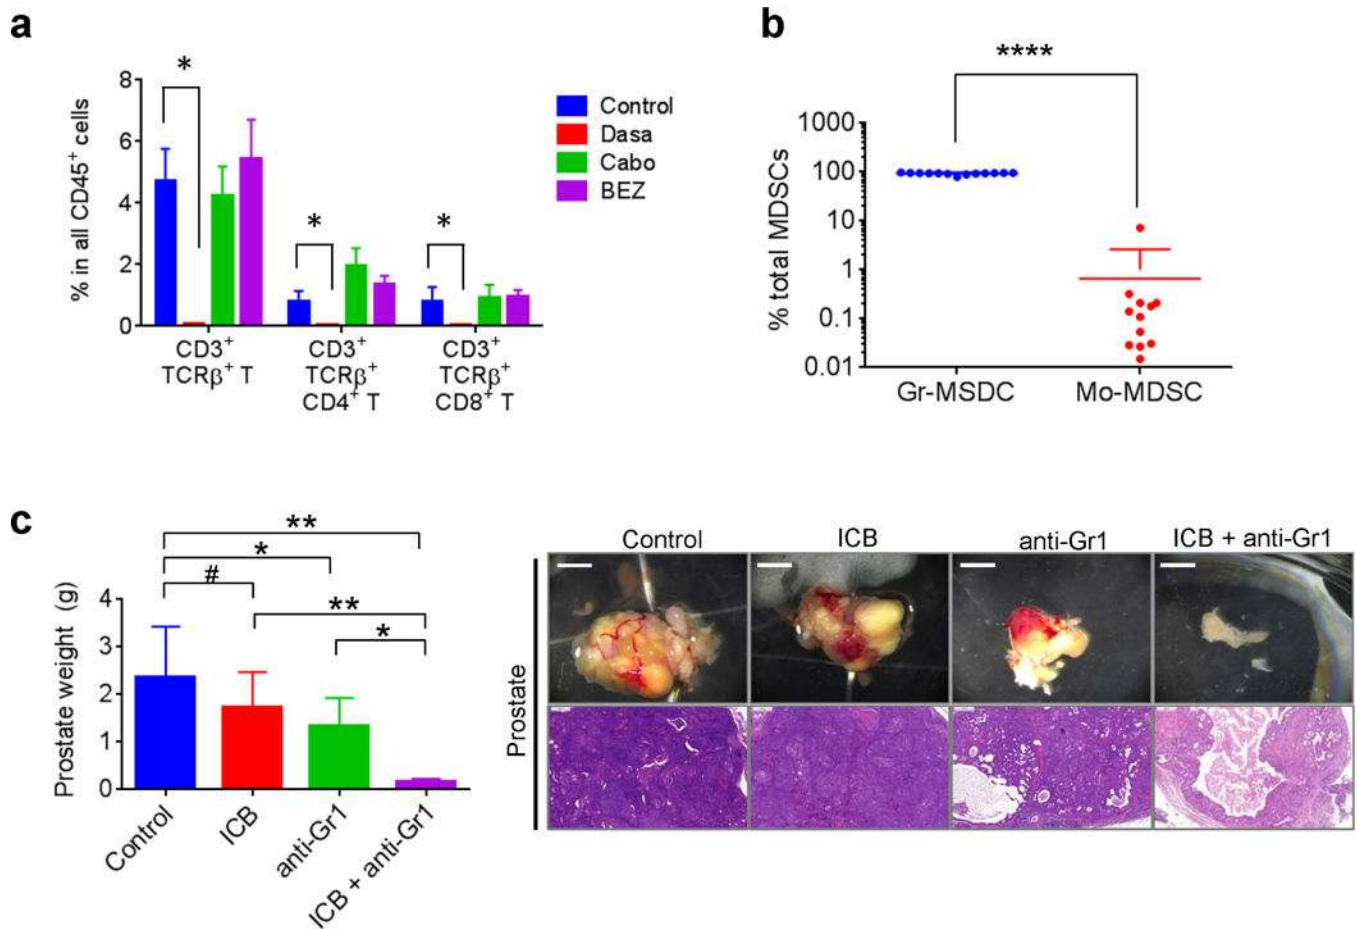 a
*
8
6
4
2
0
% in all CD45+ cells
*
*
CD3+
TCRβ+ T
CD3+
TCRβ+
CD4+ T
CD3+
TCRβ+
CD8+ T
Control
Dasa
Cabo
BEZ
b
****
1000
100
10
1
0.1
0.01
% total MDSCs
Gr-MSDC
Mo-MDSC
c
**
*
#
**
*
4
3
2
1
0
Prostate weight (g)
Control
ICB
anti-Gr1
ICB + anti-Gr1
Control
ICB
anti-Gr1
ICB + anti-Gr1
Prostate